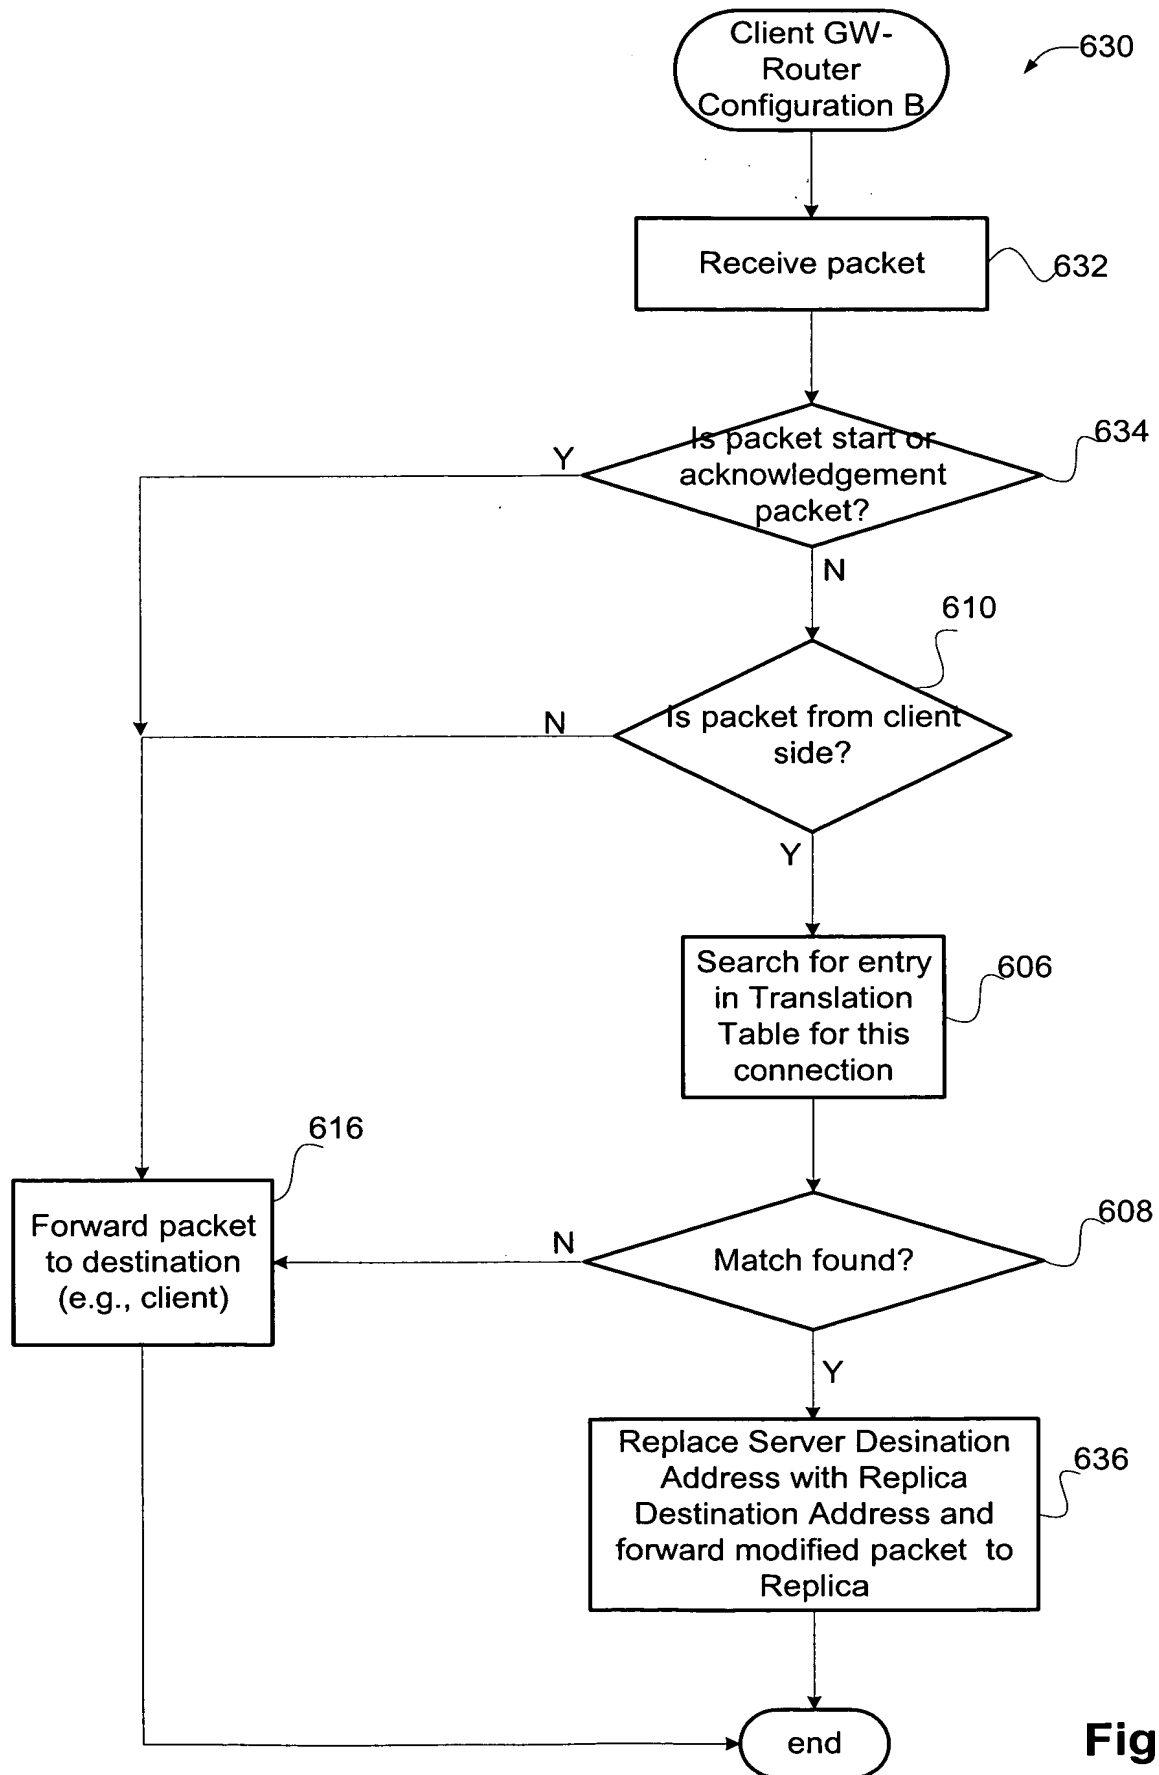 Client GW-
Router
Configuration B
630
Receive packet
632
Is packet start or
acknowledgement
packet?
634
Y
N
610
Is packet from client
side?
N
Y
Search for entry
in Translation
Table for this
connection
606
616
Forward packet
to destination
(e.g., client)
Match found?
608
N
Y
Replace Server Desination
Address with Replica
Destination Address and
forward modified packet to
Replica
636
end
Fig